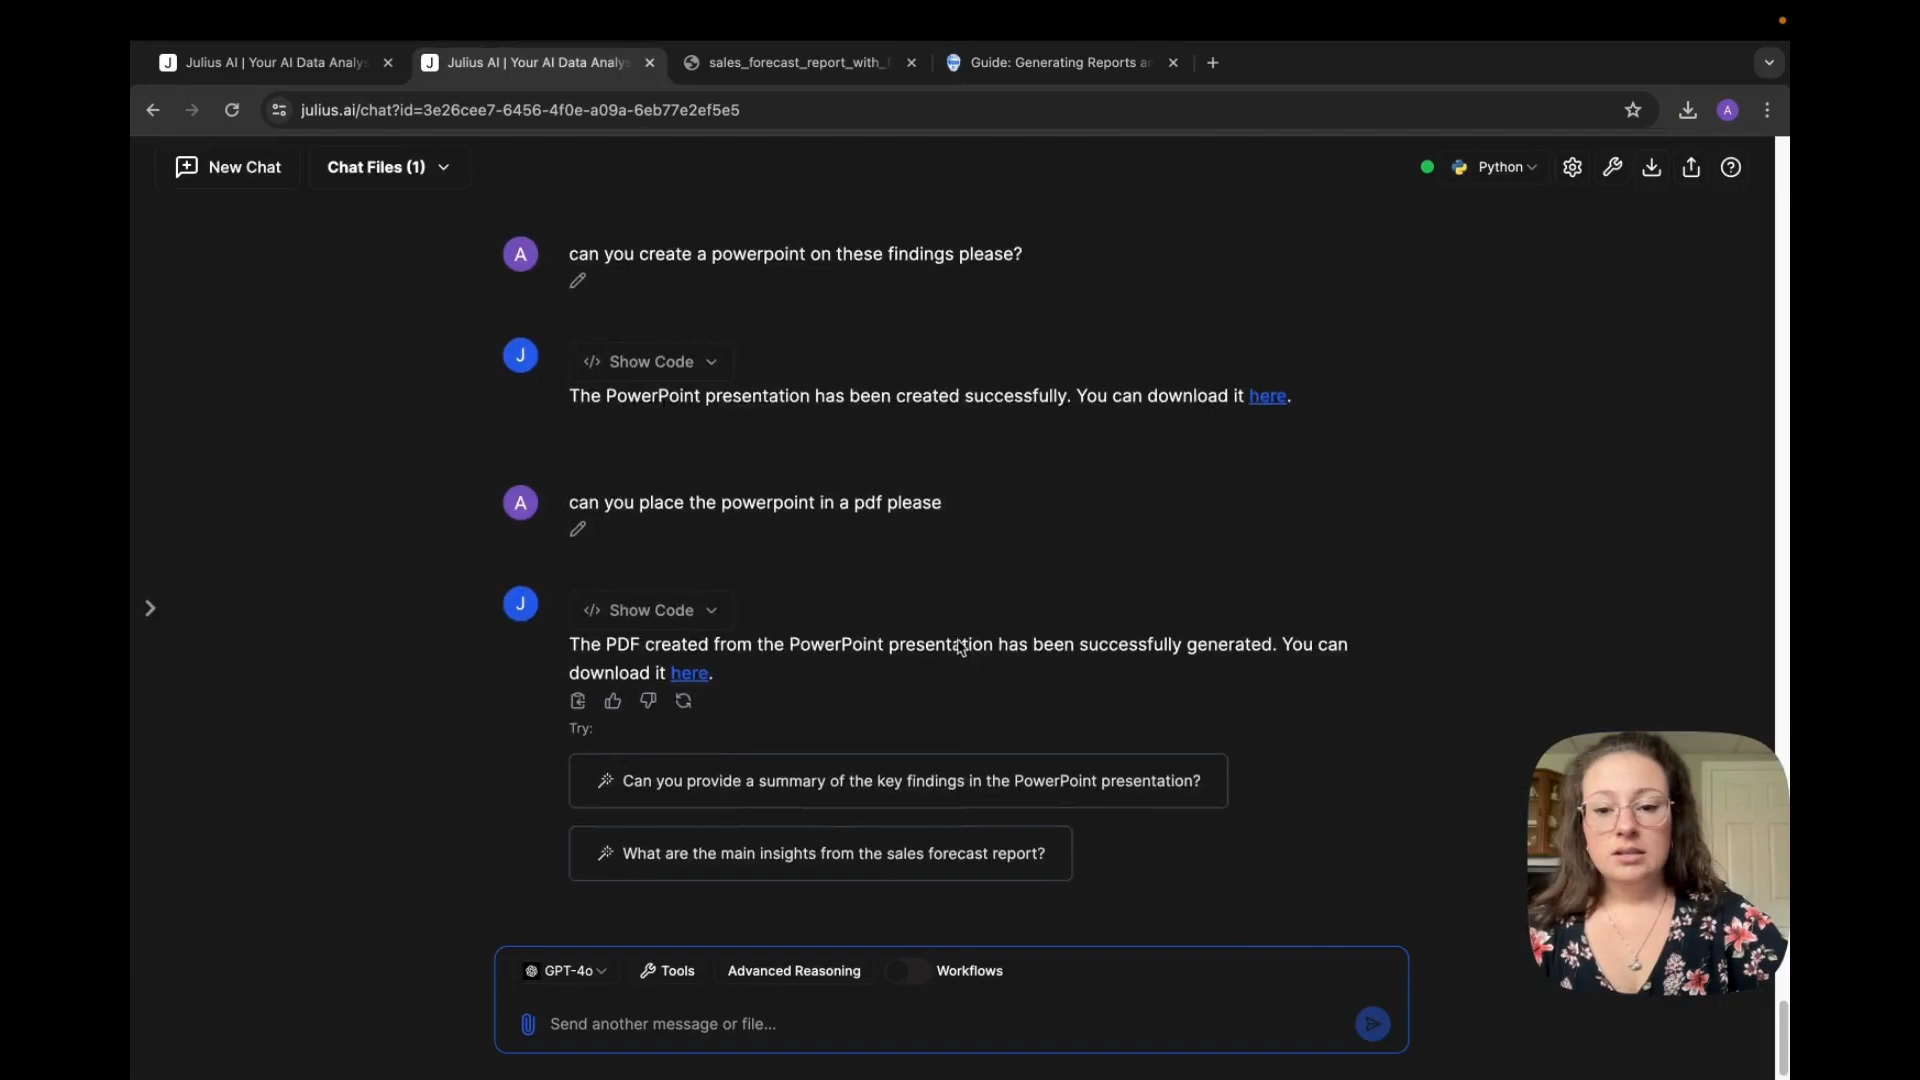 J Julius AI | Your AI Data Analys
J Julius AI | Your AI Data Analys
sales_forecast_report_with_f
Guide: Generating Reports an
julius.ai/chat?id=3e26cee7-6456-4f0e-a09a-6eb77e2ef5e5
A
New Chat
Chat Files (1)
Python
A
can you create a powerpoint on these findings please?
J
Show Code
The PowerPoint presentation has been created successfully. You can download it here.
A
can you place the powerpoint in a pdf please
J
Show Code
The PDF created from the PowerPoint presentation has been successfully generated. You can
download it here.
Try:
Can you provide a summary of the key findings in the PowerPoint presentation?
What are the main insights from the sales forecast report?
GPT-4o
Tools
Advanced Reasoning
Workflows
Send another message or file...